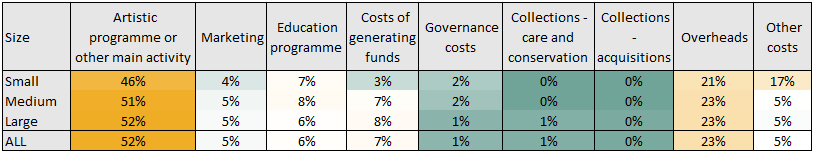 Size Artistic programme or other main activity Marketing Education programme Costs of generating funds Governance costs Collections - care and conservation Collections - acquisitions Overheads Other costs
Small 46% 4% 7% 3% 2% 0% 0% 21% 17%
Medium 51% 5% 8% 7% 2% 0% 0% 23% 5%
Large 52% 5% 6% 8% 1% 1% 0% 23% 5%
ALL 52% 5% 6% 7% 1% 1% 0% 23% 5%